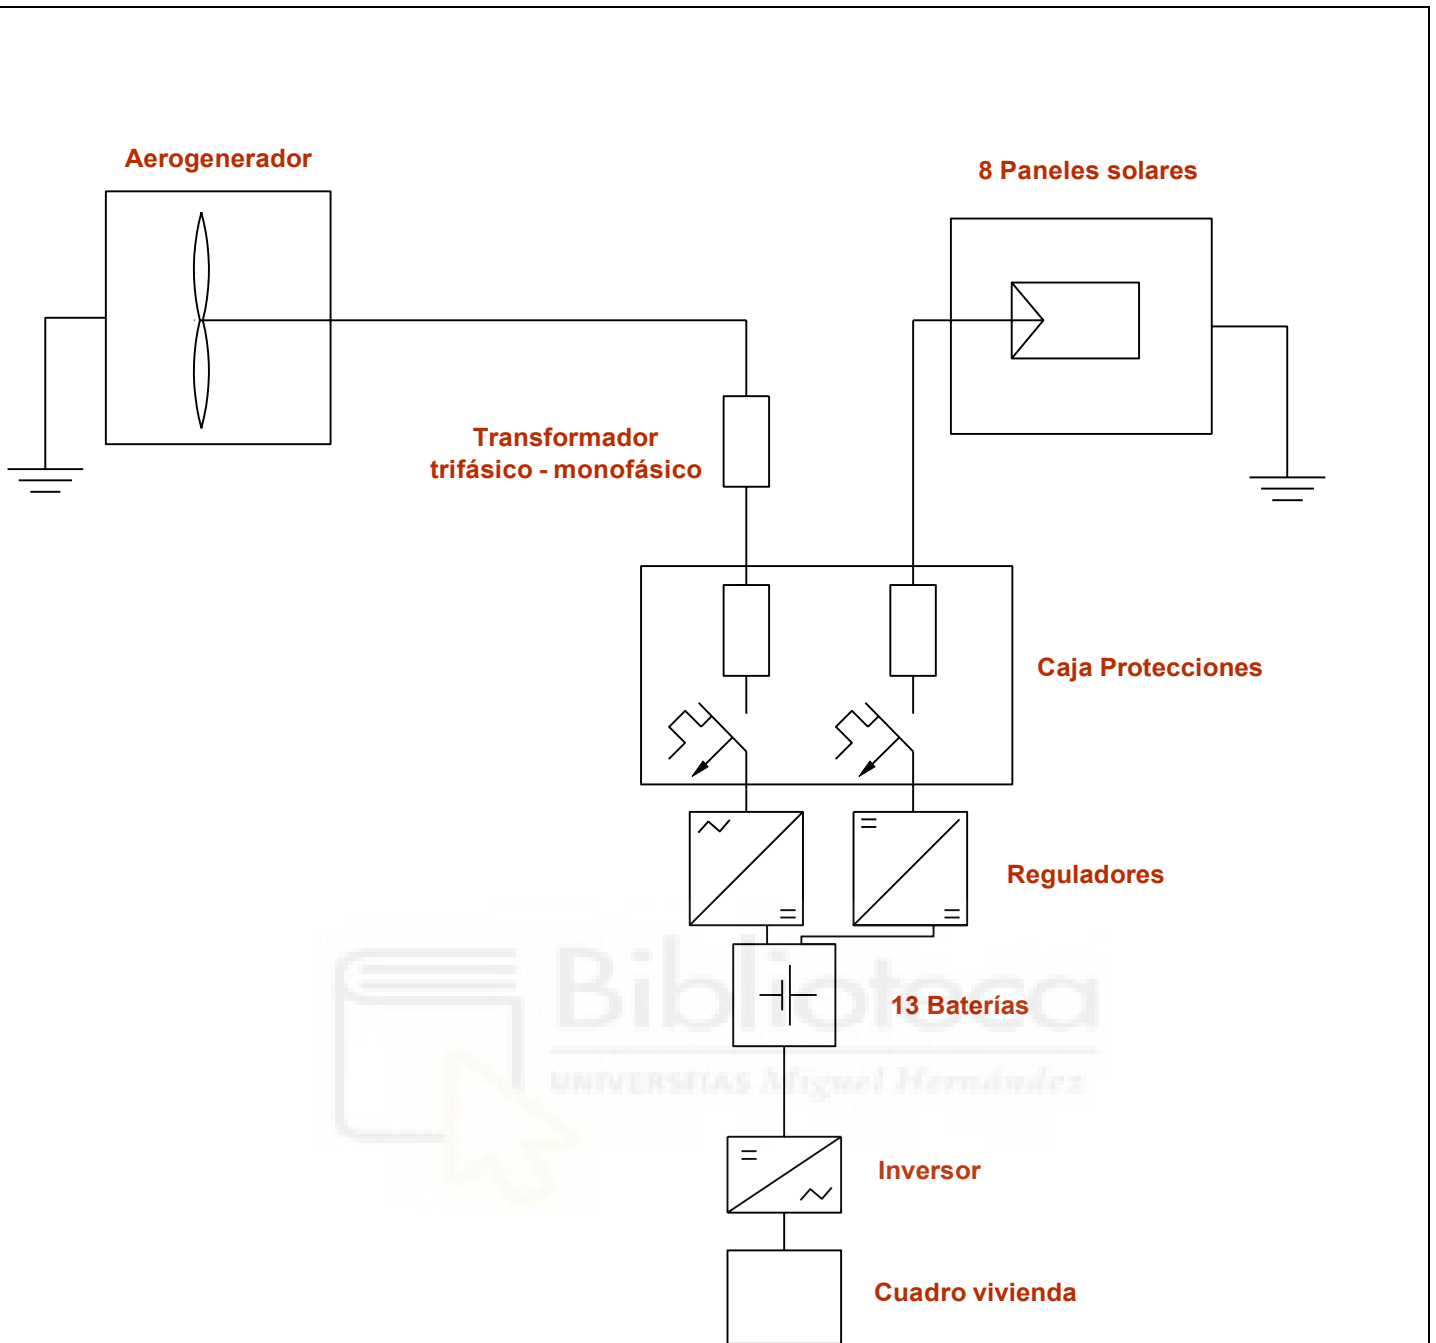 Aerogenerador
8 Paneles solares
Transformador
trifásico - monofásico
Caja Protecciones
Reguladores
Biblioteca
13 Baterías
UNIVERSITAS Miguel Hernández
Inversor
Cuadro vivienda